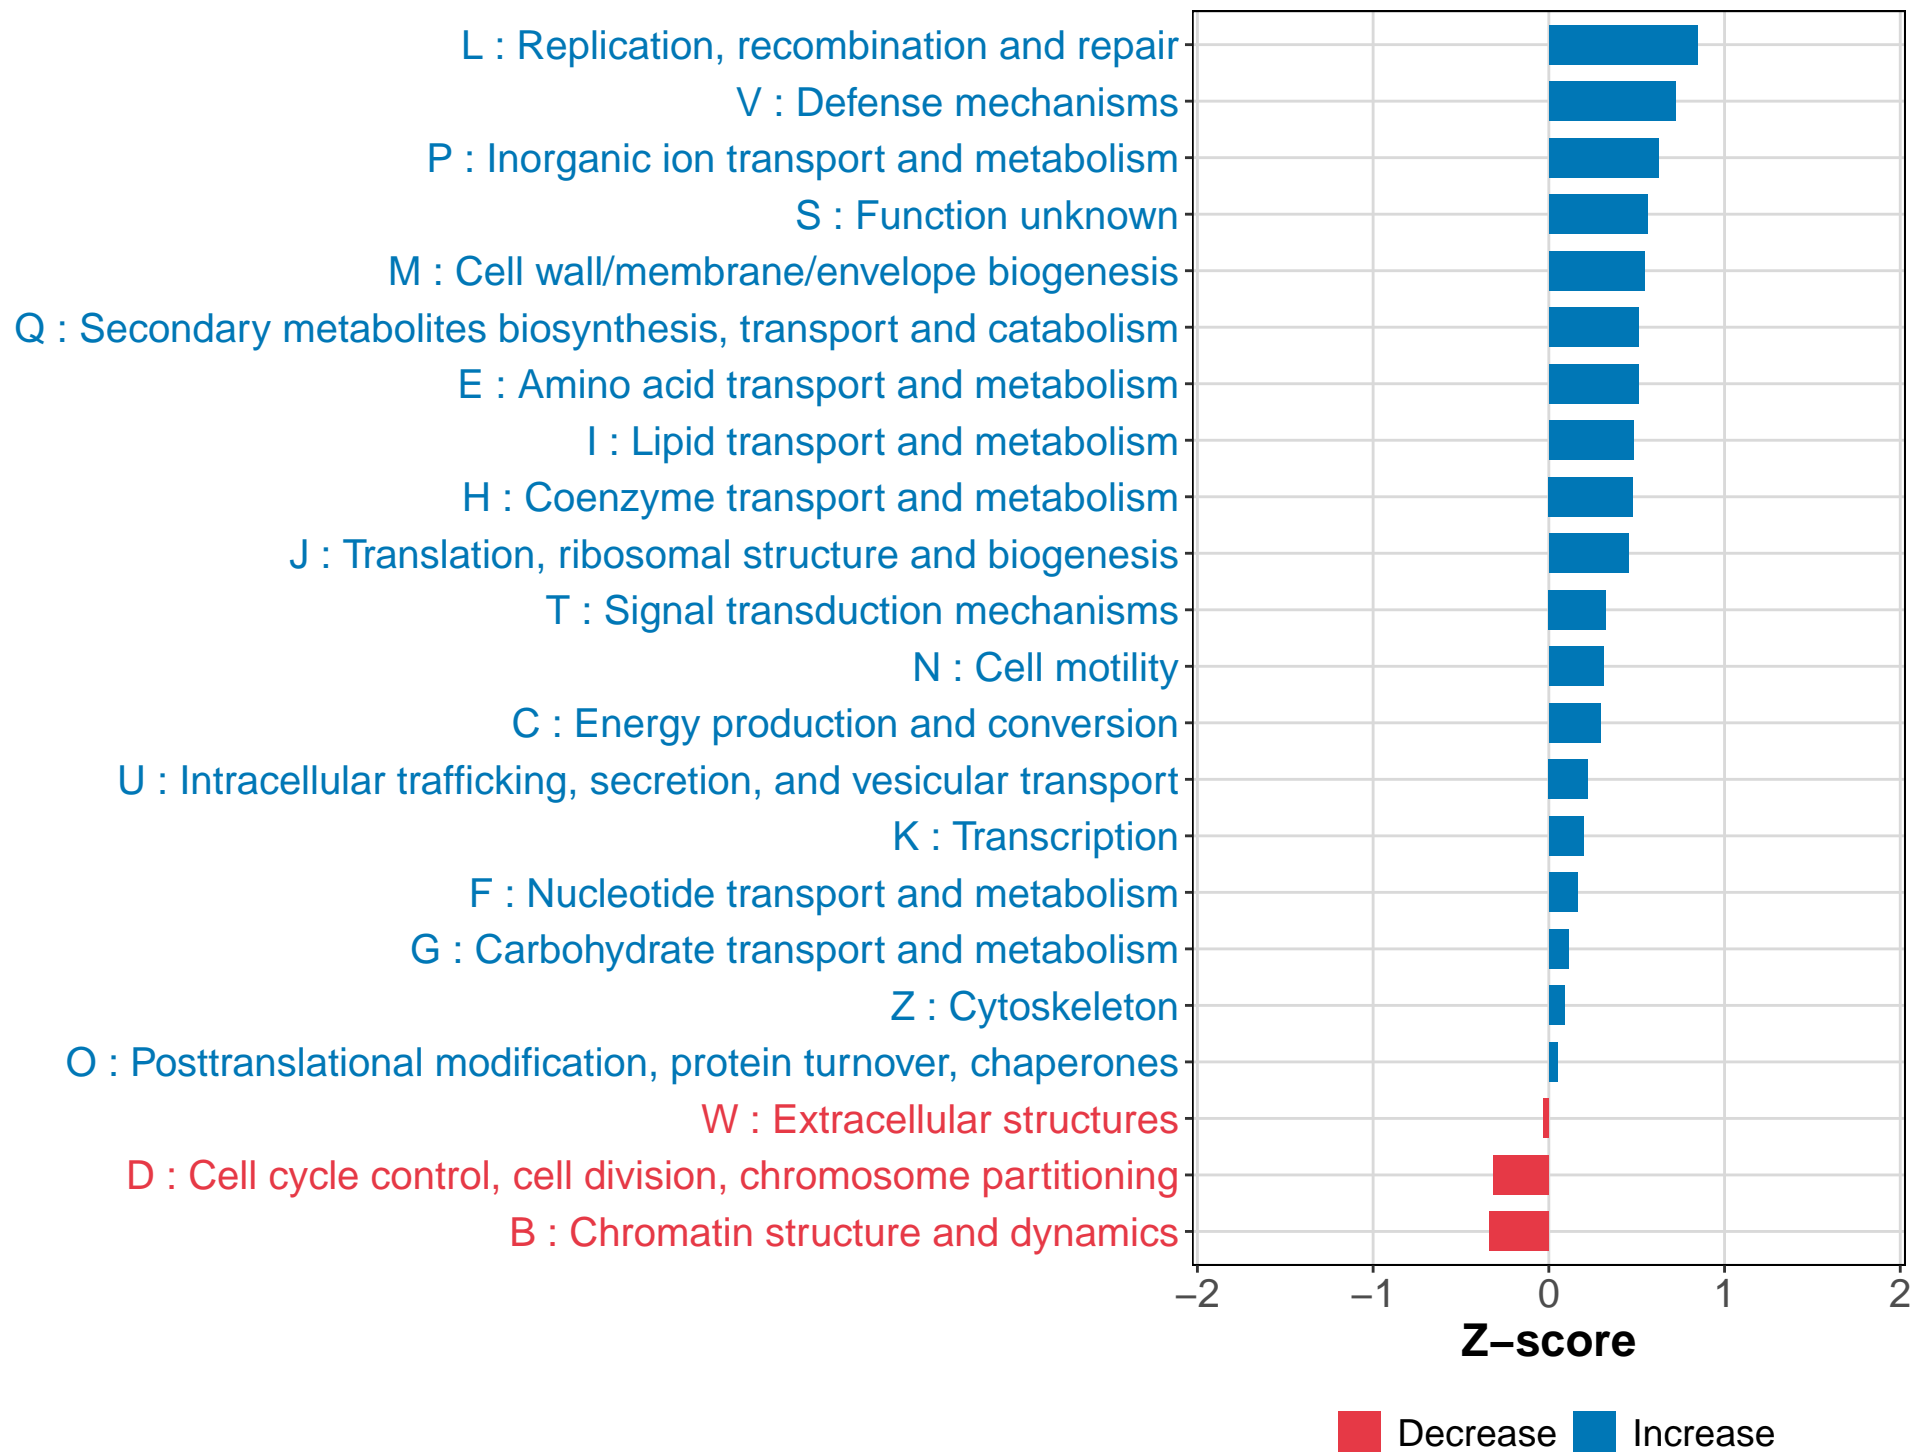 L : Replication, recombination and repair
V : Defense mechanisms
P : Inorganic ion transport and metabolism
S : Function unknown
M : Cell wall/membrane/envelope biogenesis
Q : Secondary metabolites biosynthesis, transport and catabolism
E : Amino acid transport and metabolism
I : Lipid transport and metabolism
H : Coenzyme transport and metabolism
J : Translation, ribosomal structure and biogenesis
T : Signal transduction mechanisms
N : Cell motility
C : Energy production and conversion
U : Intracellular trafficking, secretion, and vesicular transport
K : Transcription
F : Nucleotide transport and metabolism
G : Carbohydrate transport and metabolism
Z : Cytoskeleton
O : Posttranslational modification, protein turnover, chaperones
W : Extracellular structures
D : Cell cycle control, cell division, chromosome partitioning
B : Chromatin structure and dynamics
−2 −1 0 1 2
Z−score
Decrease Increase